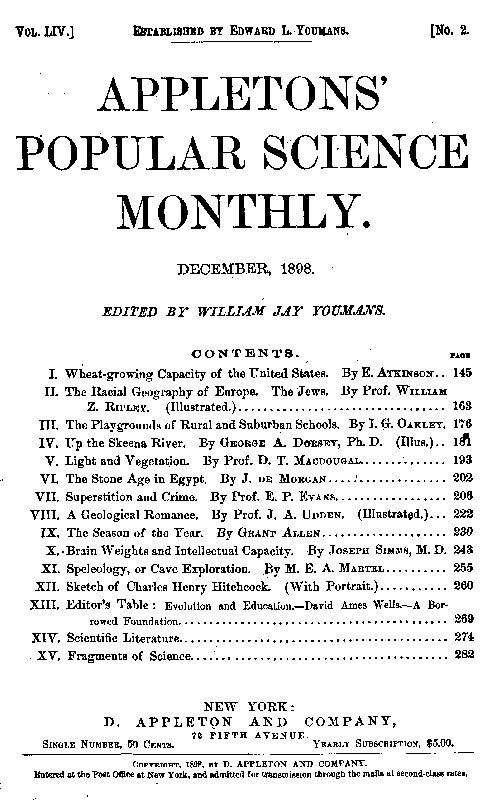 VOL. LIV.] ESTABLISHED BY EDWARD L. YOUMANS. [No. 2.
APPLETONS'
POPULAR SCIENCE
MONTHLY.
DECEMBER, 1898.
EDITED BY WILLIAM JAY YOUMANS.
CONTENTS.
PAGE
I. Wheat-growing Capacity of the United States. By E. ATKINSON.. 145
II. The Racial Geography of Europe. The Jews. By Prof. WILLIAM
Z. RIPLEY. (Illustrated.)................................ 163
III. The Playgrounds of Rural and Suburban Schools. By I. G. OAKLEY. 176
IV. Up the Skeena River. By GEORGE A. DORSEY, Ph. D. (Illus.)..
V. Light and Vegetation. By Prof. D. T. MACDOUGAL............. 193
VI. The Stone Age in Egypt. By J. DE MORGAN.................. 202
VII. Superstition and Crime. By Prof. E. P. EVANS................ 206
VIII. A Geological Romance. By Prof. J. A. UDDEN. (Illustrated.)... 222
IX. The Season of the Year. By GRANT ALLEN.................. 230
X. Brain Weights and Intellectual Capacity. By JOSEPH SIMMS, M. D. 243
XI. Speleology, or Cave Exploration. By M. E. A. MARTEL......... 255
XII. Sketch of Charles Henry Hitchcock. (With Portrait.).......... 260
XIII. Editor's Table: Evolution and Education.—David Ames Wells.—A Bor-
rowed Foundation......................................... 269
XIV. Scientific Literature......................................... 274
XV. Fragments of Science....................................... 282
NEW YORK:
D. APPLETON AND COMPANY,
72 FIFTH AVENUE.
SINGLE NUMBER, 50 CENTS. YEARLY SUBSCRIPTION, $5.00.
COPYRIGHT, 1898, BY D. APPLETON AND COMPANY.
Entered at the Post Office at New York, and admitted for transmission through the mails at second-class rates.